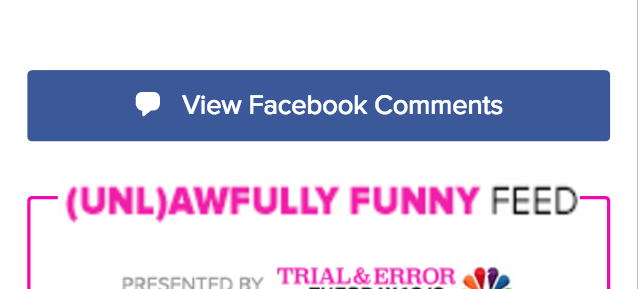 View Facebook Comments
(UNL)AWFULLY FUNNY FEED
PRESENTED BY TRIAL & ERROR